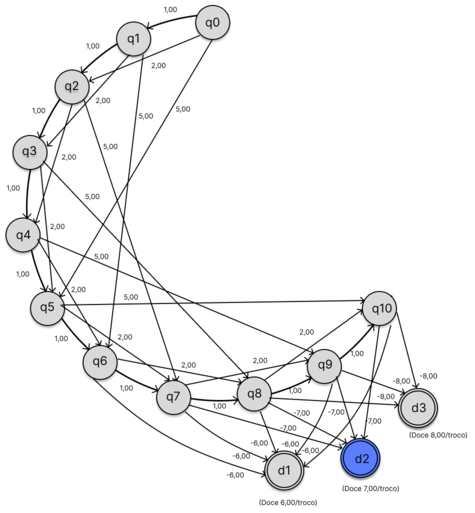 1,00
q0
q1
1,00
2,00
q2
1,00
2,00
5,00
5,00
q3
5,00
2,00
1,00
5,00
q4
2,00
5,00
1,00
2,00
5,00
q5
q10
1,00
2,00
2,00
1,00
q6
2,00
2,00
q9
-8,00
1,00
q7
1,00
q8
1,00
-8,00
d3
-7,00
-7,00
-7,00
(Doce 8,00/troco)
-6,00
-6,00
-6,00
-6,00
-6,00
d1
d2
(Doce 7,00/troco)
(Doce 6,00/troco)